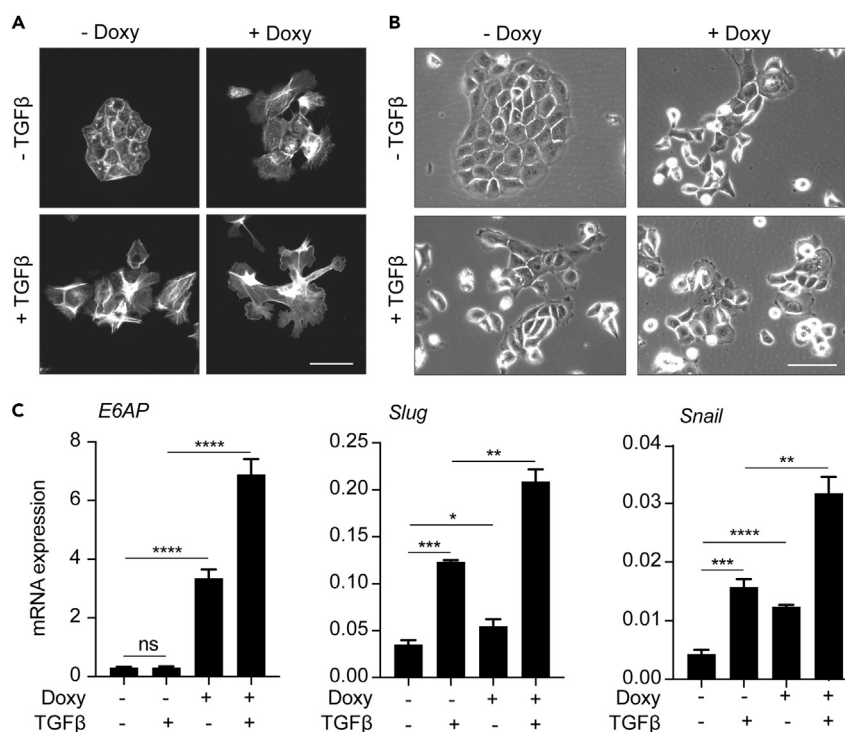 A
- Doxy + Doxy
- TGFβ
+ TGFβ
B
- Doxy + Doxy
- TGFβ
+ TGFβ
C
E6AP
mRNA expression
8
6
4
2
0
ns
****
****
Doxy - - + +
TGFβ - + - +
Slug
0.25
0.20
0.15
0.10
0.05
0.00
***
*
**
- - + +
- + - +
Snail
0.04
0.03
0.02
0.01
0.00
***
****
**
- - + +
- + - +